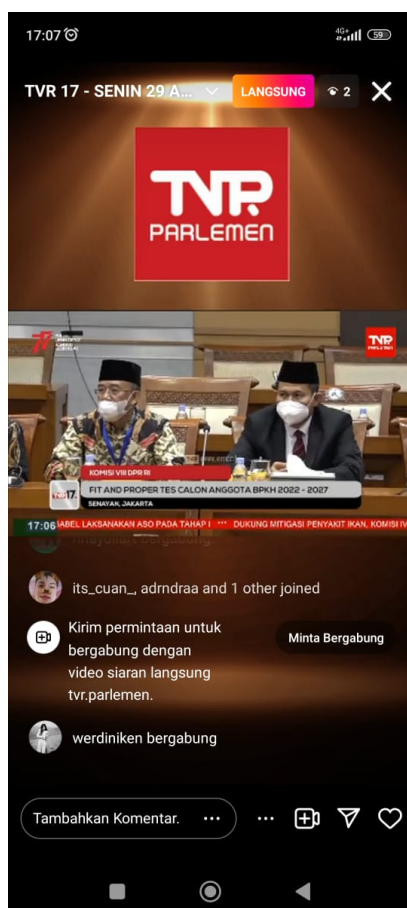 17:07
4G+
59
TVR 17 - SENIN 29 A...
LANGSUNG
2
TVR
PARLEMEN
77
TVR
PARLEMEN
KOMISI VIII DPR RI
17.
FIT AND PROPER TES CALON ANGGOTA BPKH 2022 - 2027
SENAYAN, JAKARTA
17:06 ABEL LAKSANAKAN ASO PADA TAHAP I *** DUKUNG MITIGASI PENYAKIT IKAN, KOMISI IV
bergabung
its_cuan_, adrndraa and 1 other joined
Kirim permintaan untuk
bergabung dengan
video siaran langsung
tvr.parlemen.
Minta Bergabung
werdiniken bergabung
Tambahkan Komentar.